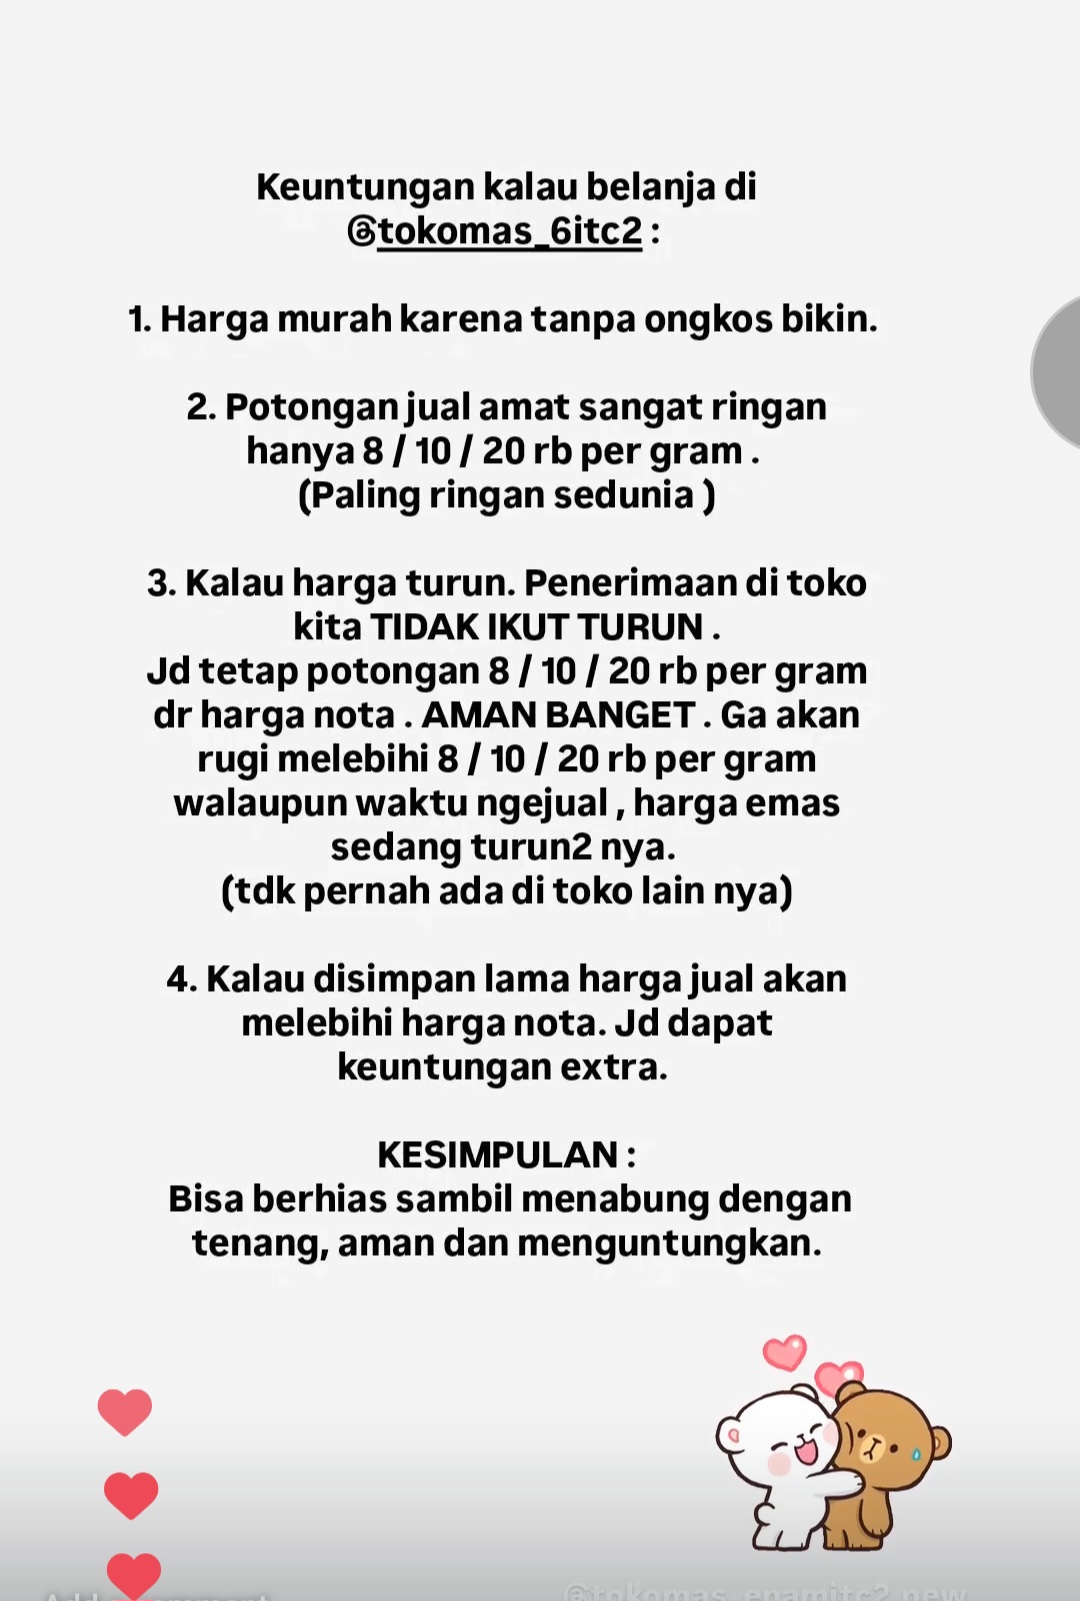 Keuntungan kalau belanja di
@tokomas_6itc2 :
1. Harga murah karena tanpa ongkos bikin.
2. Potongan jual amat sangat ringan
hanya 8 / 10 / 20 rb per gram .
(Paling ringan sedunia )
3. Kalau harga turun. Penerimaan di toko
kita TIDAK IKUT TURUN .
Jd tetap potongan 8 / 10 / 20 rb per gram
dr harga nota . AMAN BANGET . Ga akan
rugi melebihi 8 / 10 / 20 rb per gram
walaupun waktu ngejual , harga emas
sedang turun2 nya.
(tdk pernah ada di toko lain nya)
4. Kalau disimpan lama harga jual akan
melebihi harga nota. Jd dapat
keuntungan extra.
KESIMPULAN :
Bisa berhias sambil menabung dengan
tenang, aman dan menguntungkan.
@tokomas_enamitc2.new